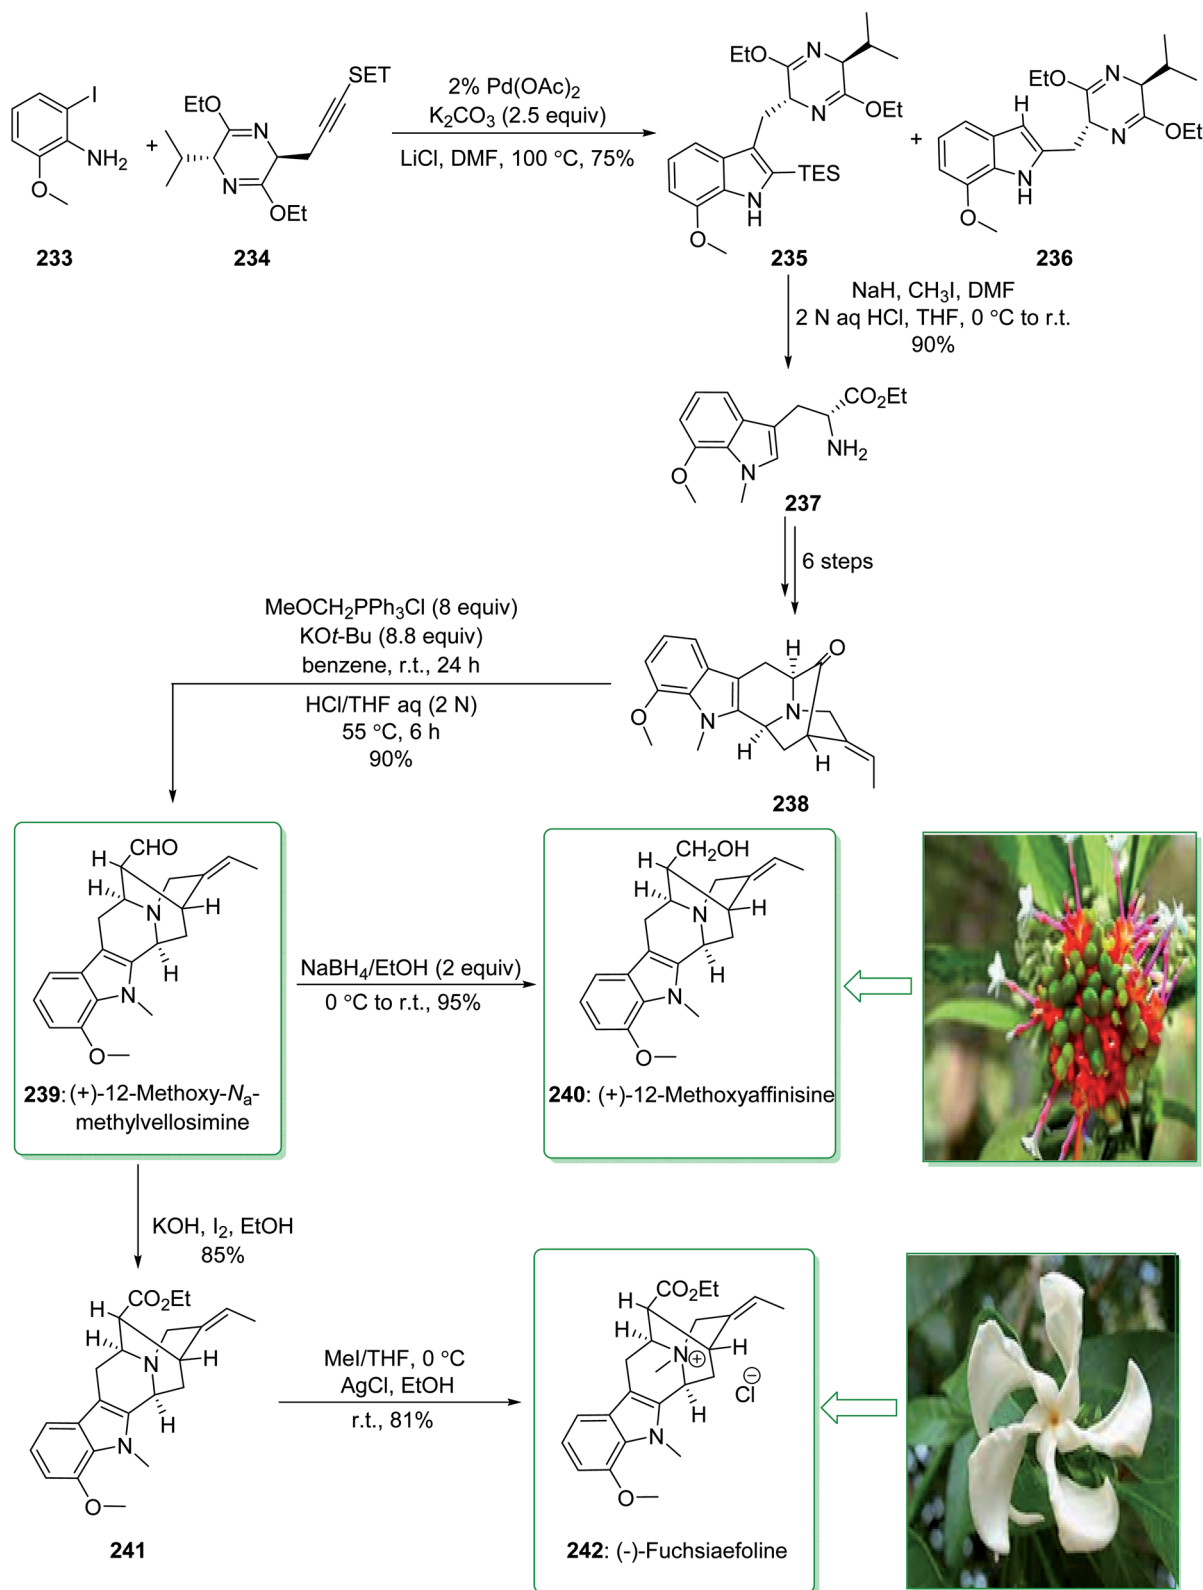 I
NH2
O
233
+
SET
EtO
N
N
OEt
234
2% Pd(OAc)2
K2CO3 (2.5 equiv)
LiCl, DMF, 100 °C, 75%
EtO
N
N
OEt
TES
N
H
O
235
+
EtO
N
N
OEt
H
N
H
O
236
NaH, CH3I, DMF
2 N aq HCl, THF, 0 °C to r.t.
90%
CO2Et
NH2
N
O
237
6 steps
MeOCH2PPh3Cl (8 equiv)
KOt-Bu (8.8 equiv)
benzene, r.t., 24 h
HCl/THF aq (2 N)
55 °C, 6 h
90%
H
O
N
N
O
H
H
238
CHO
H
H
N
H
H
N
O
239: (+)-12-Methoxy-Na-
methylvellosimine
NaBH4/EtOH (2 equiv)
0 °C to r.t., 95%
CH2OH
H
H
N
H
H
N
O
240: (+)-12-Methoxyaffinisine
KOH, I2, EtOH
85%
CO2Et
H
H
N
H
H
N
O
241
MeI/THF, 0 °C
AgCl, EtOH
r.t., 81%
CO2Et
H
H
N
+
H
−
Cl
H
N
O
242: (-)-Fuchsiaefoline